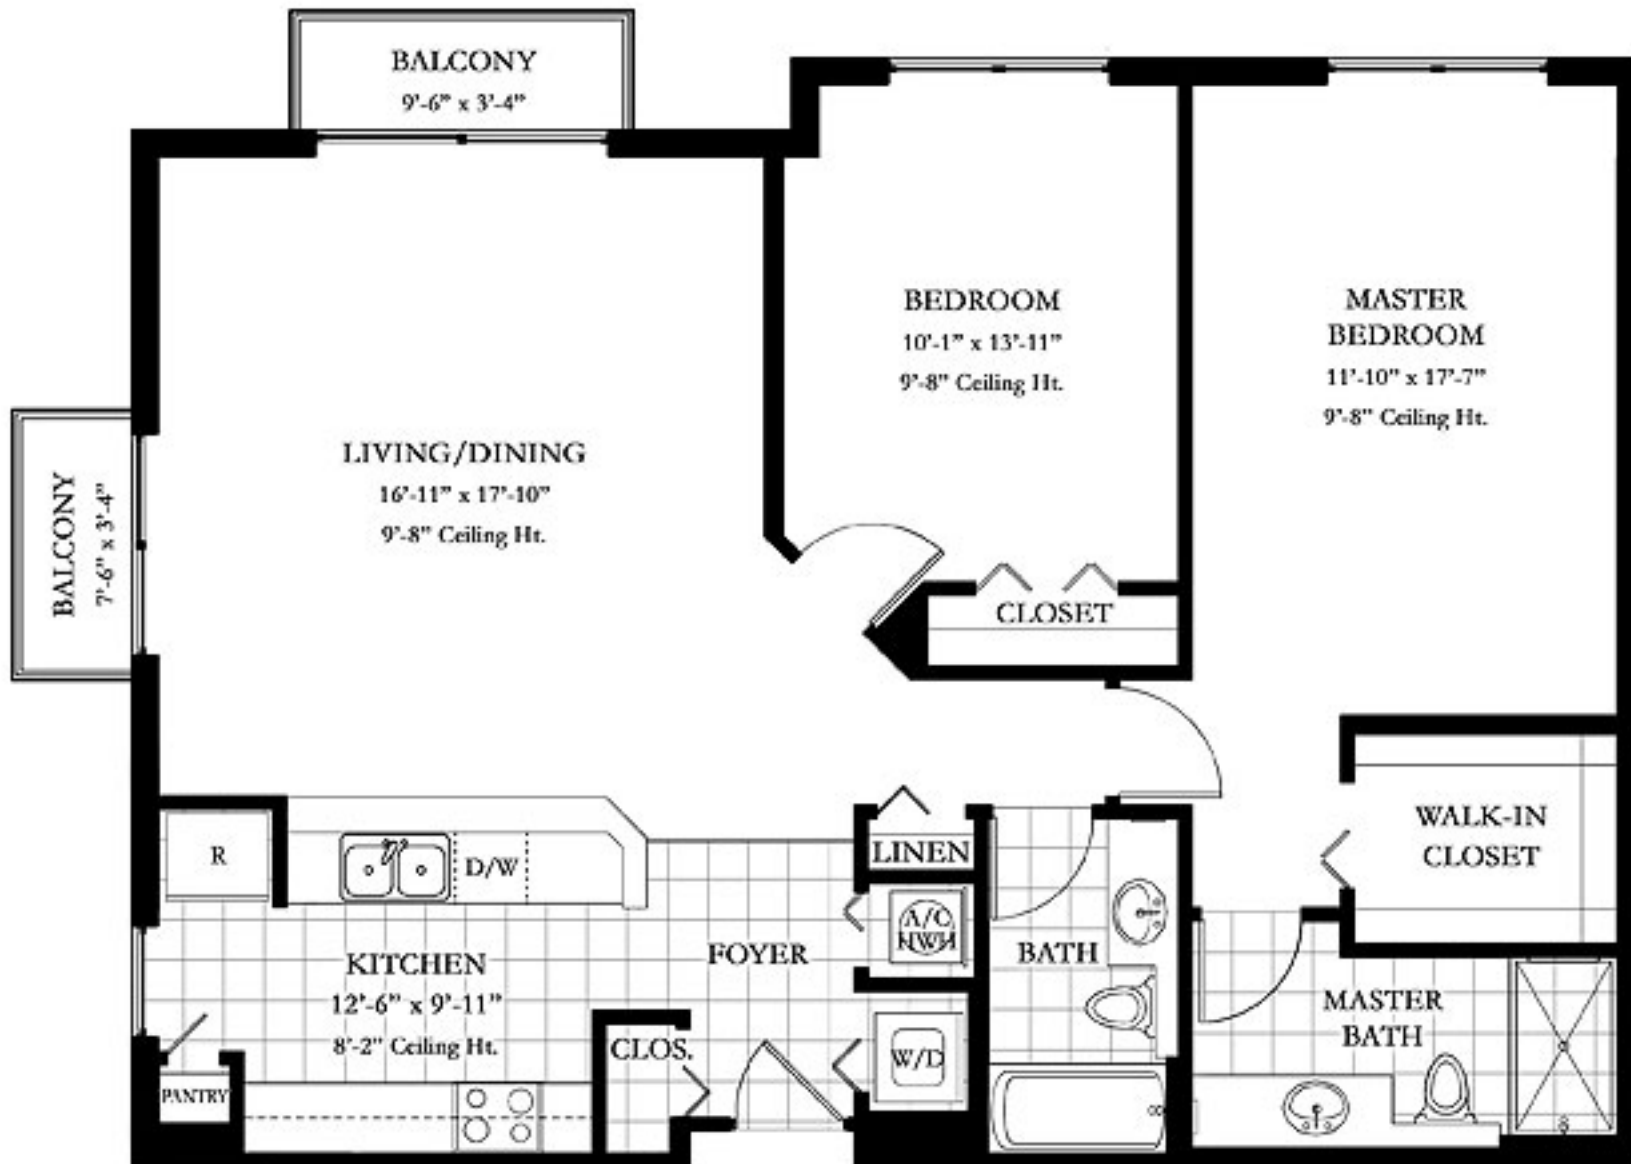 BALCONY
9'-6" x 3'-4"
BEDROOM
10'-1" x 13'-11"
9'-8" Ceiling Ht.
MASTER
BEDROOM
11'-10" x 17'-7"
9'-8" Ceiling Ht.
LIVING/DINING
16'-11" x 17'-10"
9'-8" Ceiling Ht.
BALCONY
7'-6" x 3'-4"
CLOSET
WALK-IN
CLOSET
R
D/W
LINEN
A/C
HWH
KITCHEN
12'-6" x 9'-11"
8'-2" Ceiling Ht.
FOYER
BATH
MASTER
BATH
CLOS.
W/D
PANTRY